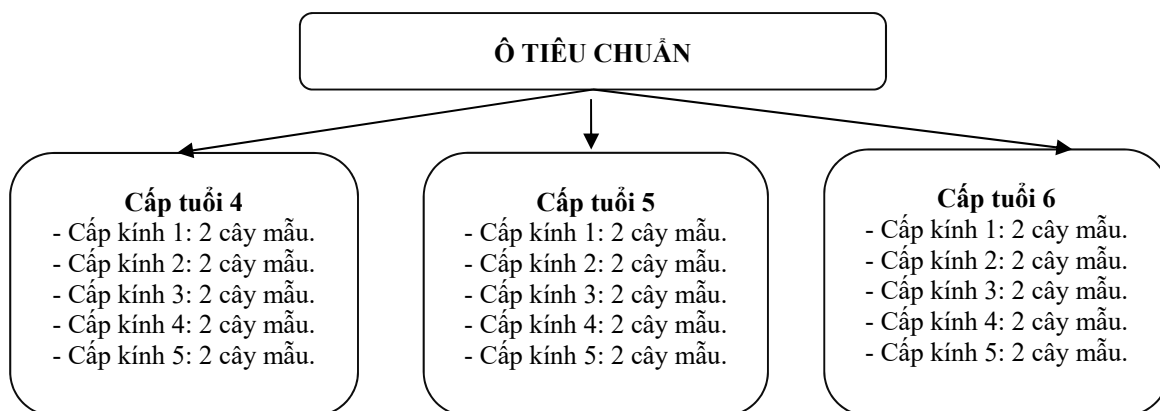 Ô TIÊU CHUẨN
Cấp tuổi 4
- Cấp kính 1: 2 cây mẫu.
- Cấp kính 2: 2 cây mẫu.
- Cấp kính 3: 2 cây mẫu.
- Cấp kính 4: 2 cây mẫu.
- Cấp kính 5: 2 cây mẫu.
Cấp tuổi 5
- Cấp kính 1: 2 cây mẫu.
- Cấp kính 2: 2 cây mẫu.
- Cấp kính 3: 2 cây mẫu.
- Cấp kính 4: 2 cây mẫu.
- Cấp kính 5: 2 cây mẫu.
Cấp tuổi 6
- Cấp kính 1: 2 cây mẫu.
- Cấp kính 2: 2 cây mẫu.
- Cấp kính 3: 2 cây mẫu.
- Cấp kính 4: 2 cây mẫu.
- Cấp kính 5: 2 cây mẫu.